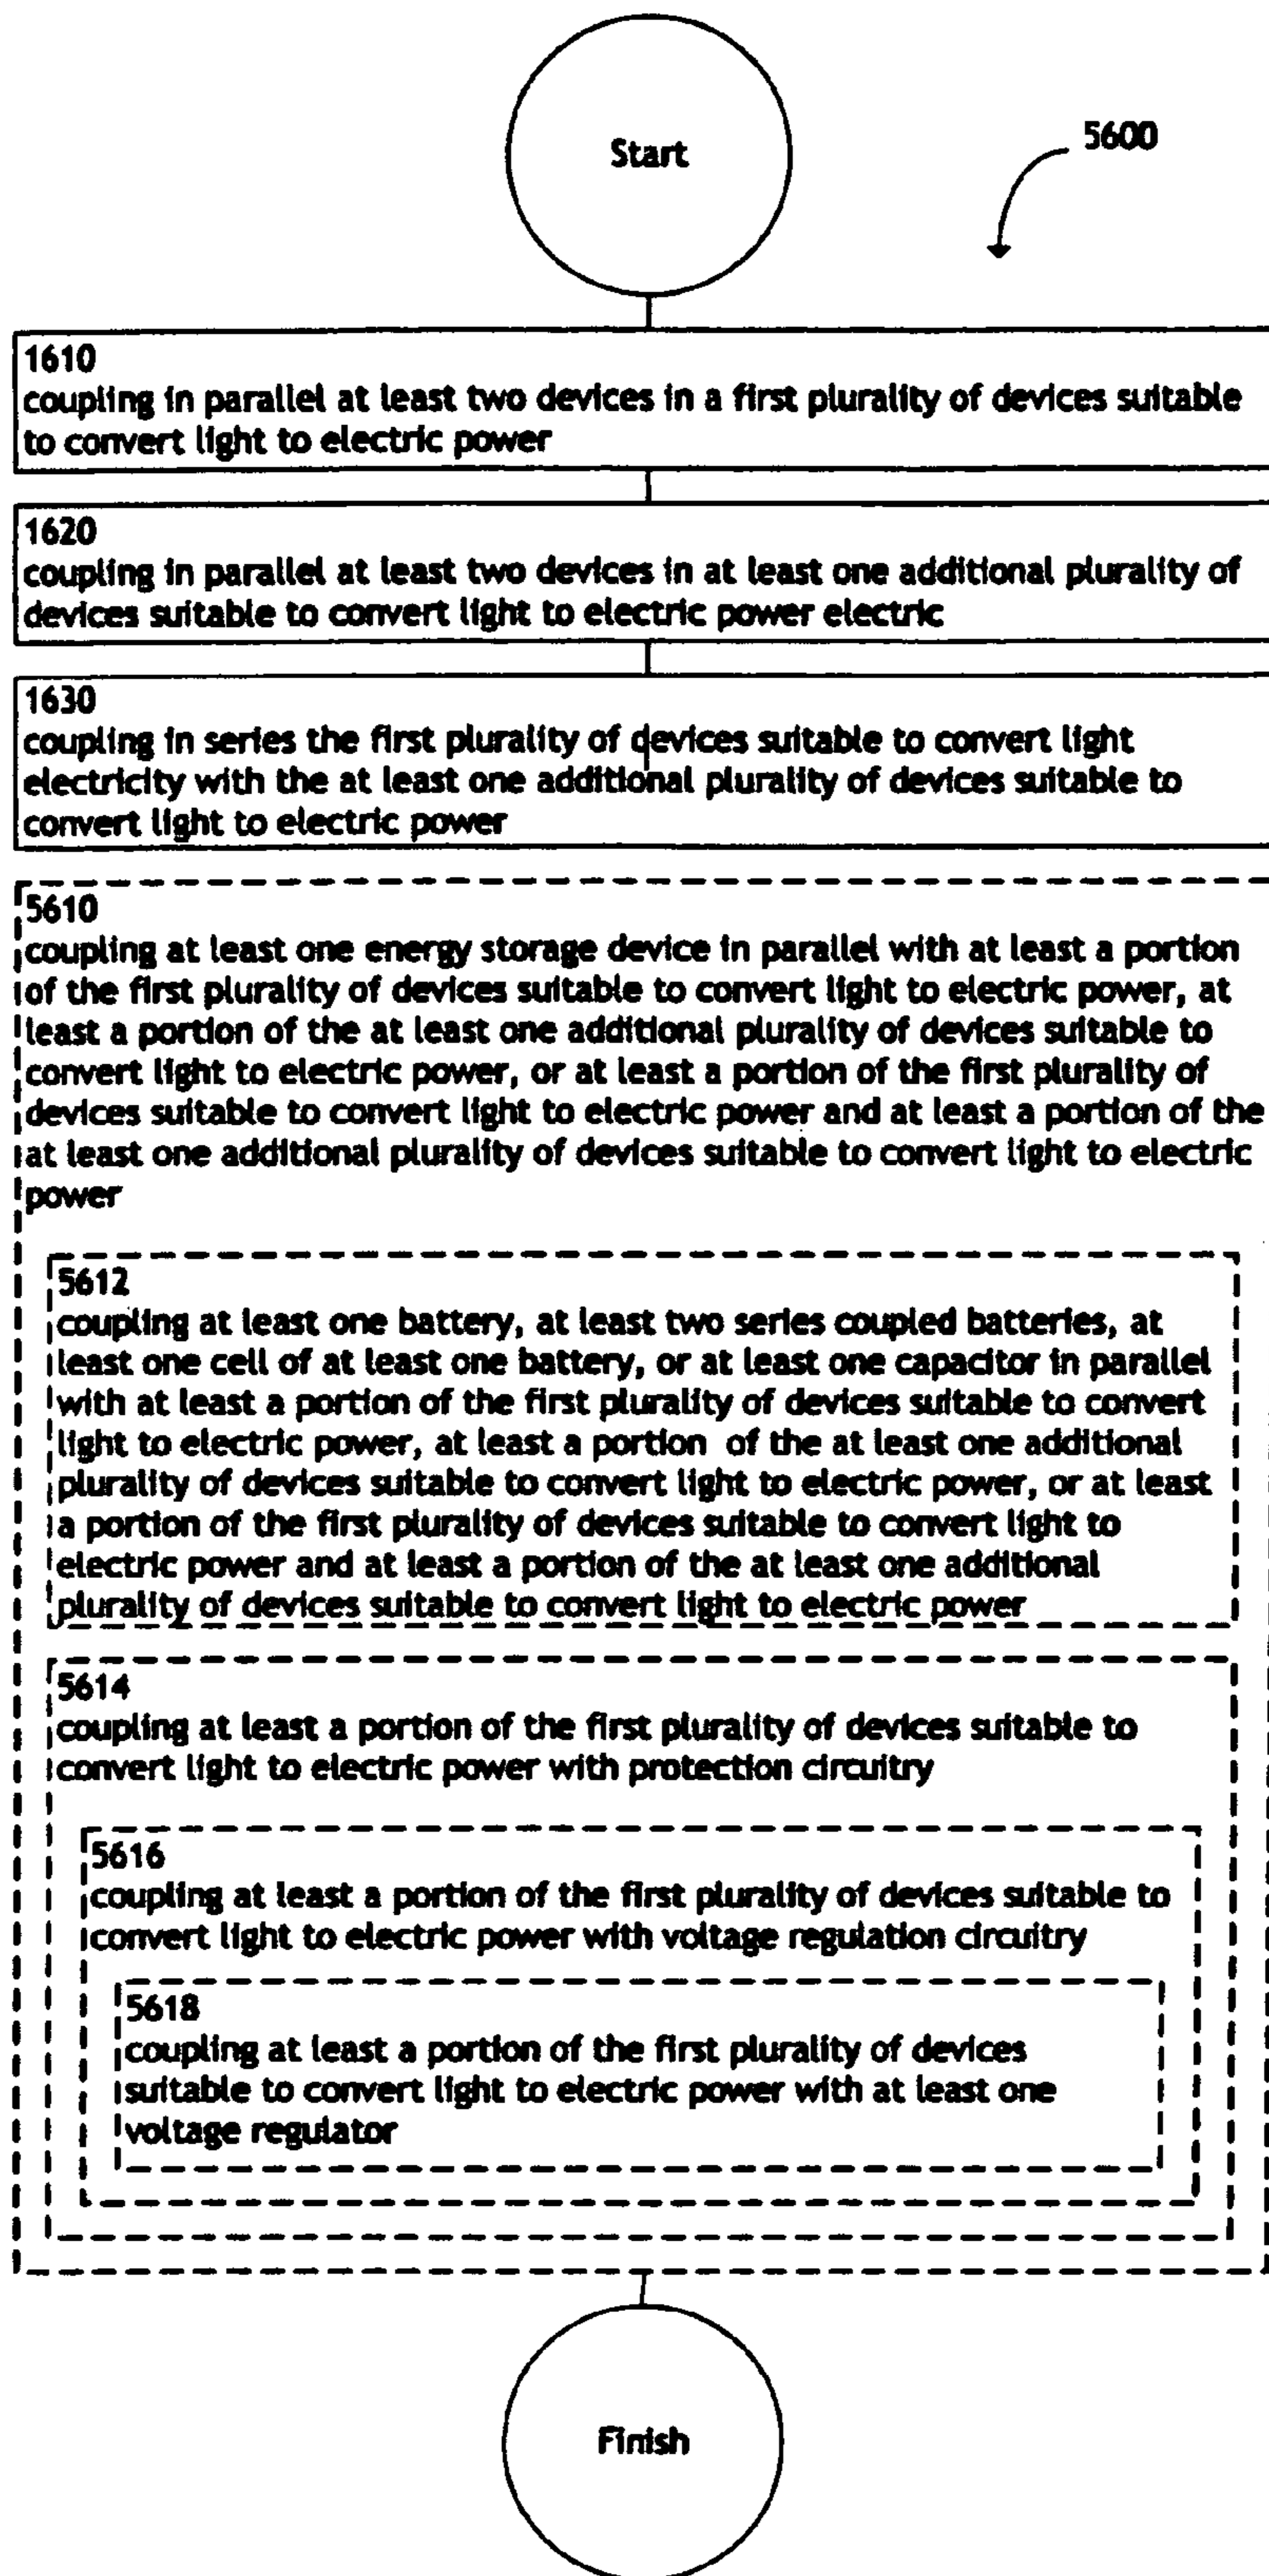 Start
5600
1610
coupling in parallel at least two devices in a first plurality of devices suitable
to convert light to electric power
1620
coupling in parallel at least two devices in at least one additional plurality of
devices suitable to convert light to electric power electric
1630
coupling in series the first plurality of devices suitable to convert light
electricity with the at least one additional plurality of devices suitable to
convert light to electric power
5610
coupling at least one energy storage device in parallel with at least a portion
of the first plurality of devices suitable to convert light to electric power, at
least a portion of the at least one additional plurality of devices suitable to
convert light to electric power, or at least a portion of the first plurality of
devices suitable to convert light to electric power and at least a portion of the
at least one additional plurality of devices suitable to convert light to electric
power
5612
coupling at least one battery, at least two series coupled batteries, at
least one cell of at least one battery, or at least one capacitor in parallel
with at least a portion of the first plurality of devices suitable to convert
light to electric power, at least a portion of the at least one additional
plurality of devices suitable to convert light to electric power, or at least
a portion of the first plurality of devices suitable to convert light to
electric power and at least a portion of the at least one additional
plurality of devices suitable to convert light to electric power
5614
coupling at least a portion of the first plurality of devices suitable to
convert light to electric power with protection circuitry
5616
coupling at least a portion of the first plurality of devices suitable to
convert light to electric power with voltage regulation circuitry
5618
coupling at least a portion of the first plurality of devices
suitable to convert light to electric power with at least one
voltage regulator
Finish